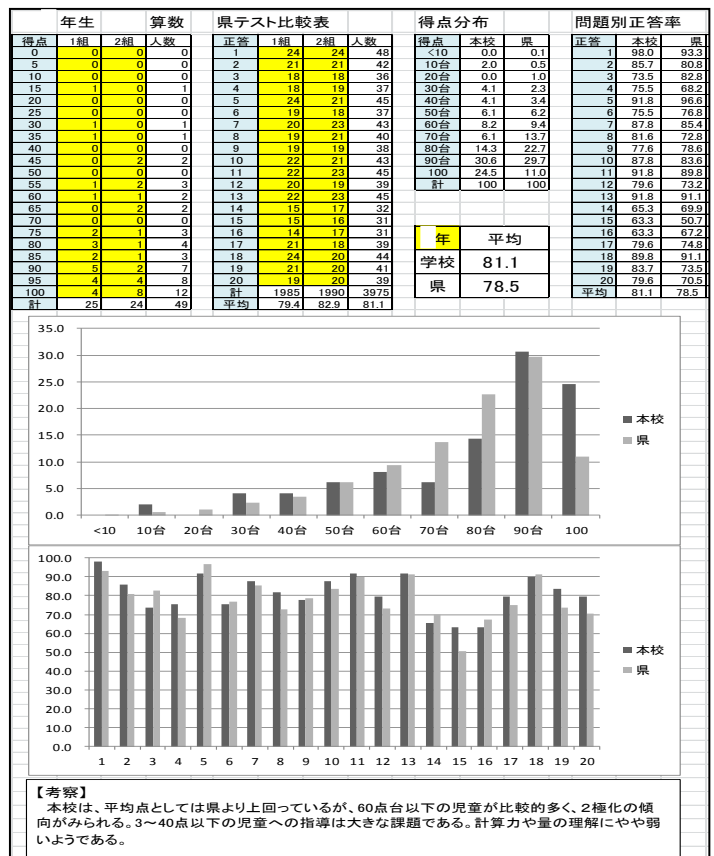 年生 算数
得点 1組 2組 人数
0 0 0 0
5 0 0 0
10 0 0 0
15 1 0 1
20 0 0 0
25 0 0 0
30 1 0 1
35 1 0 1
40 0 0 0
45 0 2 2
50 0 0 0
55 1 2 3
60 1 1 2
65 0 2 2
70 0 0 0
75 2 1 3
80 3 1 4
85 2 1 3
90 5 2 7
95 4 4 8
100 4 8 12
計 25 24 49
県テスト比較表
正答 1組 2組 人数
1 24 24 48
2 21 21 42
3 18 18 36
4 18 19 37
5 24 21 45
6 19 18 37
7 20 23 43
8 19 21 40
9 19 19 38
10 22 21 43
11 22 23 45
12 20 19 39
13 22 23 45
14 15 17 32
15 15 16 31
16 14 17 31
17 21 18 39
18 24 20 44
19 21 20 41
20 19 20 39
計 1985 1990 3975
平均 79.4 82.9 81.1
得点分布
得点 本校 県
<10 0.0 0.1
10台 2.0 0.5
20台 0.0 1.0
30台 4.1 2.3
40台 4.1 3.4
50台 6.1 6.2
60台 8.2 9.4
70台 6.1 13.7
80台 14.3 22.7
90台 30.6 29.7
100 24.5 11.0
計 100 100
年 平均
学校 81.1
県 78.5
問題別正答率
正答 本校 県
1 98.0 93.3
2 85.7 80.8
3 73.5 82.8
4 75.5 68.2
5 91.8 96.6
6 75.5 76.8
7 87.8 85.4
8 81.6 72.8
9 77.6 78.6
10 87.8 83.6
11 91.8 89.8
12 79.6 73.2
13 91.8 91.1
14 65.3 69.9
15 63.3 50.7
16 63.3 67.2
17 79.6 74.8
18 89.8 91.1
19 83.7 73.5
20 79.6 70.5
平均 81.1 78.5
35.0
30.0
25.0
20.0
15.0
10.0
5.0
0.0
<10 10台 20台 30台 40台 50台 60台 70台 80台 90台 100
本校
県
100.0
90.0
80.0
70.0
60.0
50.0
40.0
30.0
20.0
10.0
0.0
1 2 3 4 5 6 7 8 9 10 11 12 13 14 15 16 17 18 19 20
本校
県
【考察】
本校は、平均点としては県より上回っているが、60点台以下の児童が比較的多く、2極化の傾
向がみられる。3～40点以下の児童への指導は大きな課題である。計算力や量の理解にやや弱
いようである。